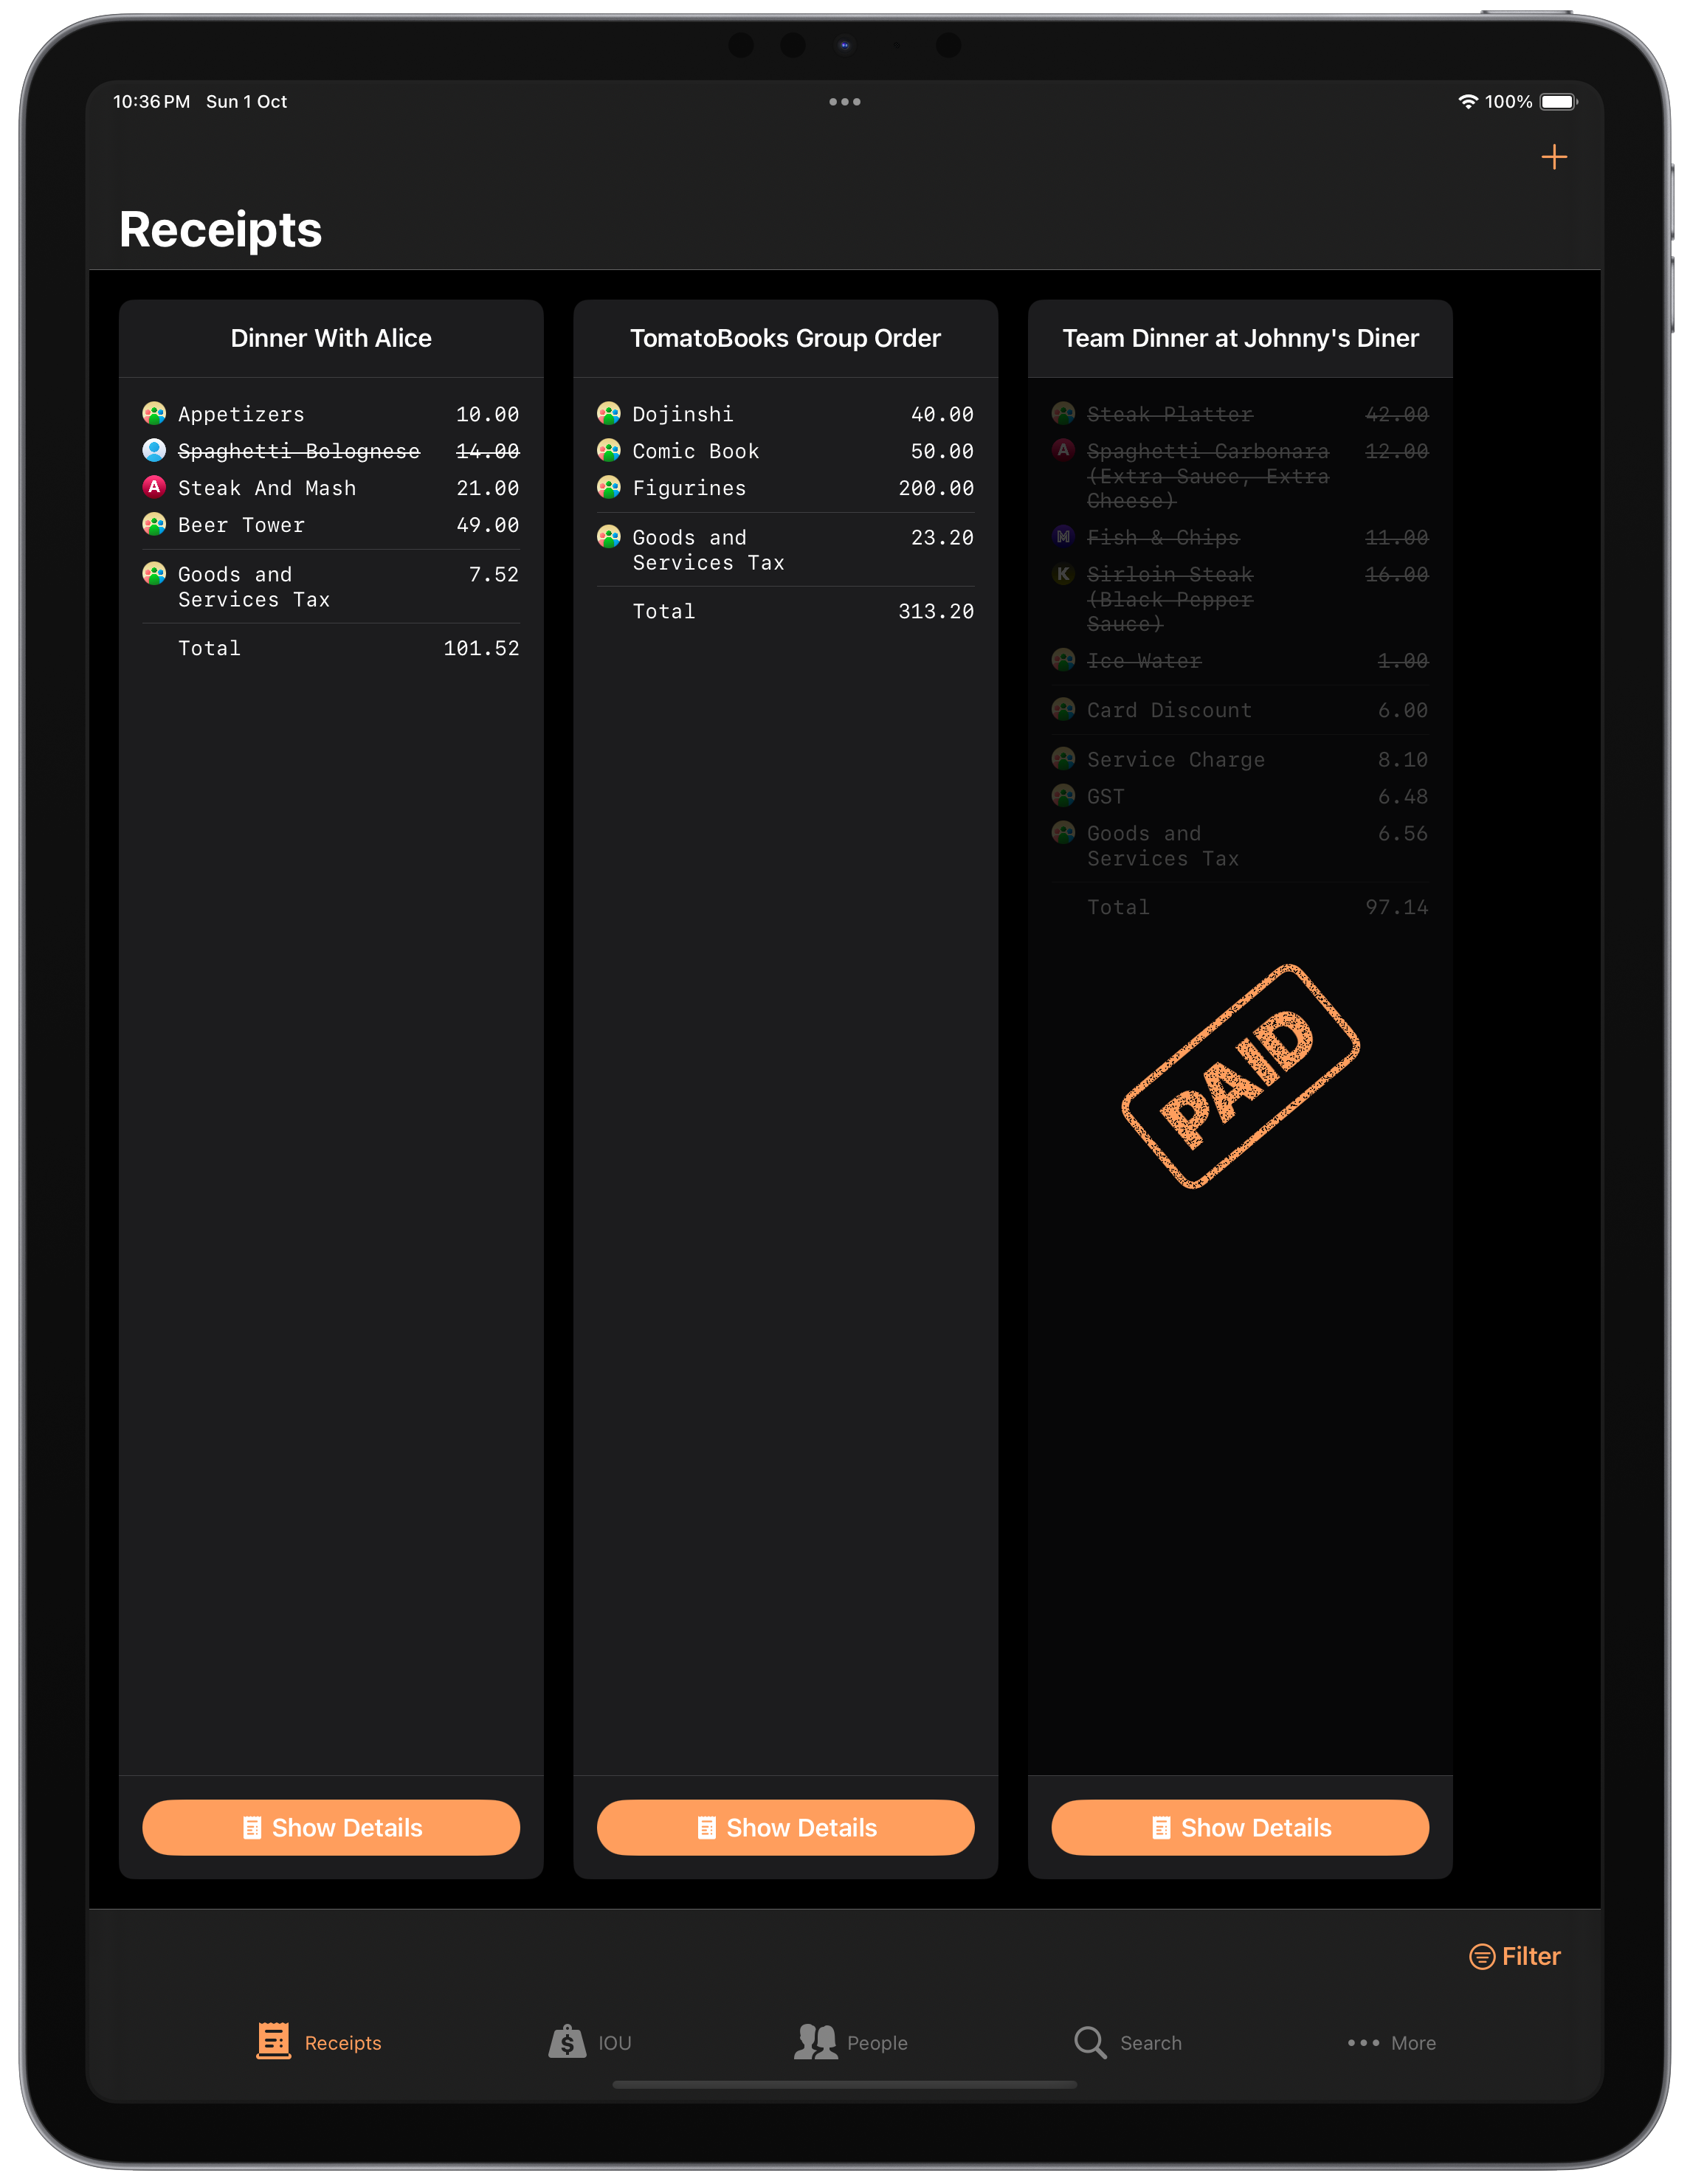 10:36 PM Sun 1 Oct
100%
Receipts
Dinner With Alice
Appetizers 10.00
Spaghetti Bolognese 14.00
A Steak And Mash 21.00
Beer Tower 49.00
Goods and 7.52
Services Tax
Total 101.52
Show Details
TomatoBooks Group Order
Dojinshi 40.00
Comic Book 50.00
Figurines 200.00
Goods and 23.20
Services Tax
Total 313.20
Show Details
Team Dinner at Johnny's Diner
Steak Platter 42.00
A Spaghetti Carbonara 12.00
(Extra Sauce, Extra
Cheese)
M Fish & Chips 11.00
K Sirloin Steak 16.00
(Black Pepper
Sauce)
Ice Water 1.00
Card Discount 6.00
Service Charge 8.10
GST 6.48
Goods and 6.56
Services Tax
Total 97.14
PAID
Show Details
Filter
Receipts
$ IOU
People
Search
More